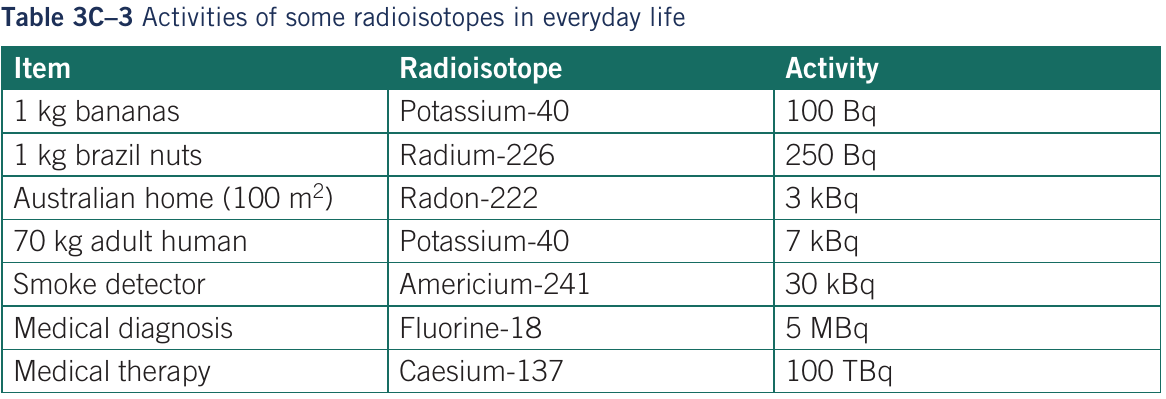 Table 3C–3 Activities of some radioisotopes in everyday life
Item Radioisotope Activity
1 kg bananas Potassium-40 100 Bq
1 kg brazil nuts Radium-226 250 Bq
Australian home (100 m²) Radon-222 3 kBq
70 kg adult human Potassium-40 7 kBq
Smoke detector Americium-241 30 kBq
Medical diagnosis Fluorine-18 5 MBq
Medical therapy Caesium-137 100 TBq